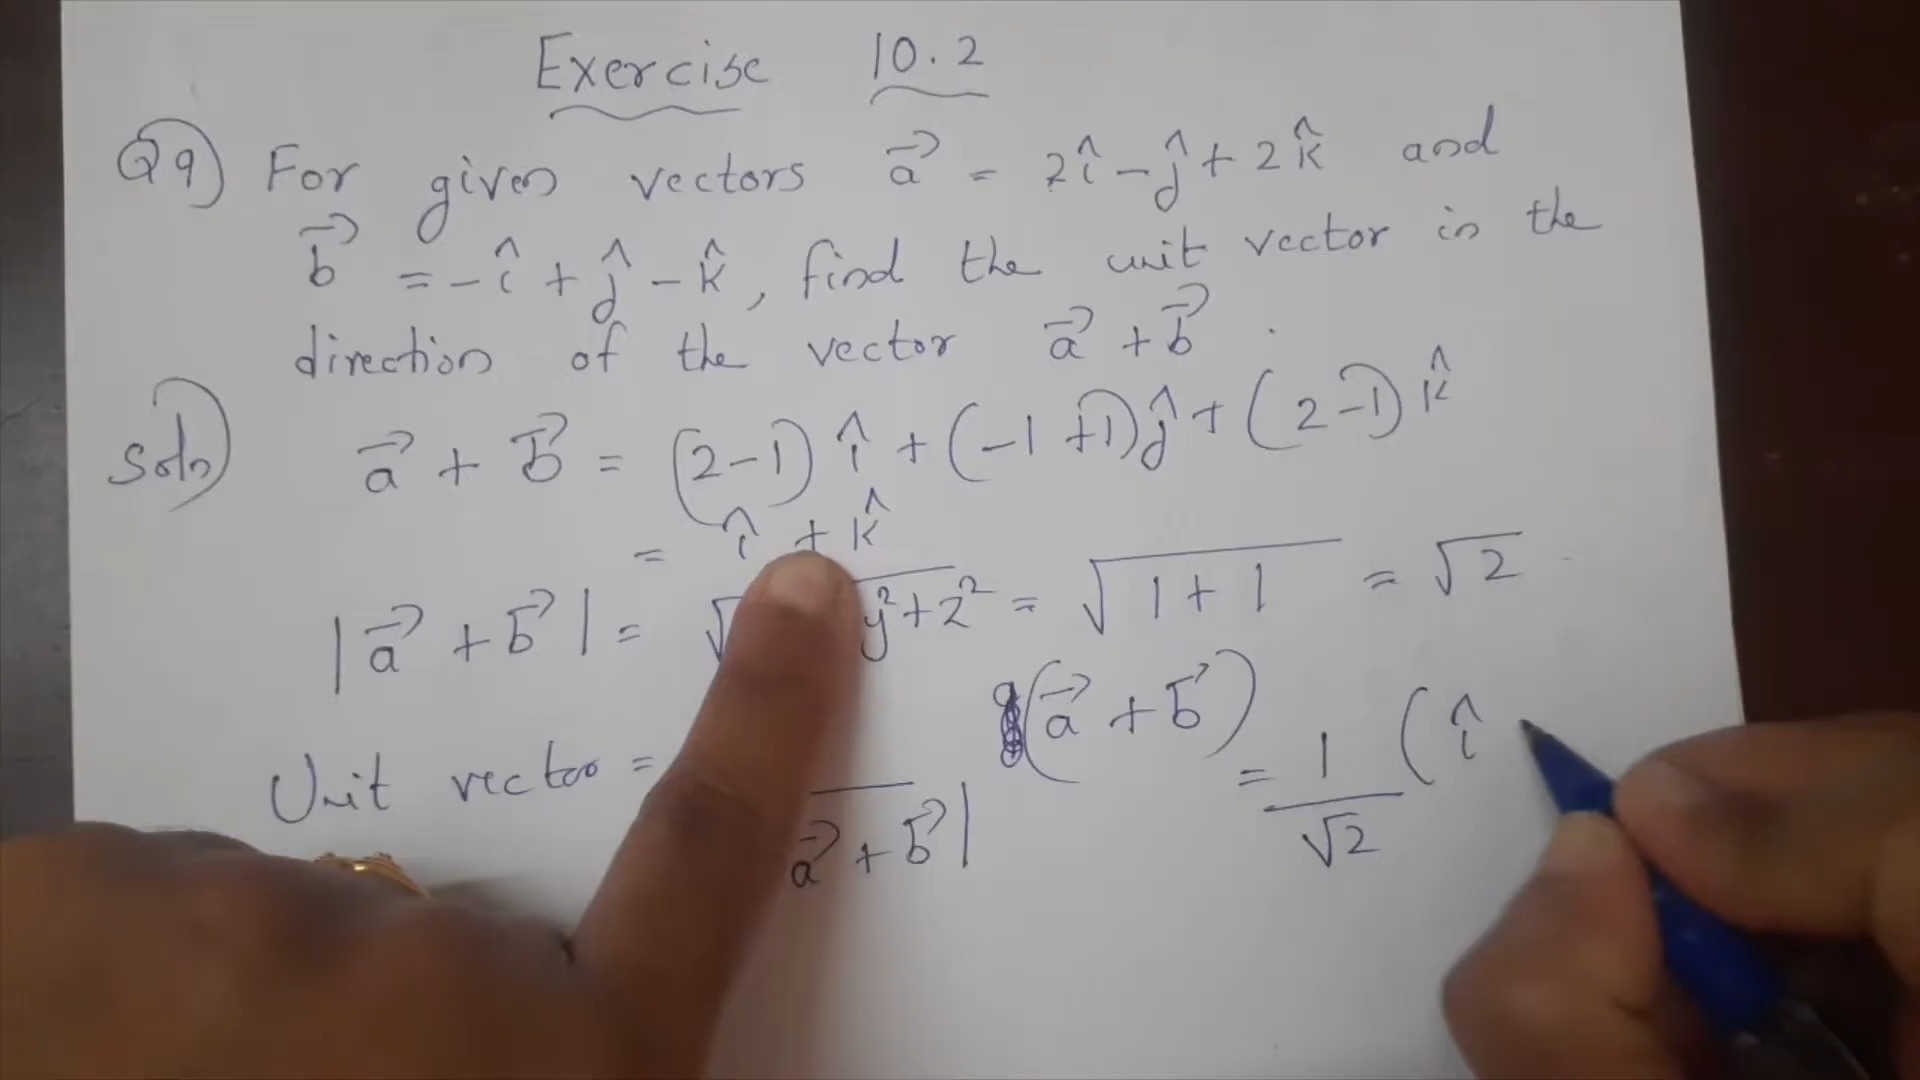 Exercise 10.2
Q9) For given vectors a⃗ = 2î - ĵ + 2k̂ and
b⃗ = -î + ĵ - k̂, find the unit vector in the
direction of the vector a⃗ + b⃗.
Soln) a⃗ + b⃗ = (2-1) î + (-1+1) ĵ + (2-1) k̂
= î + k̂
|a⃗ + b⃗| = √ y² + z² = √1+1 = √2
Unit vector = a⃗ + b⃗| (a⃗ + b⃗) = 1/√2 ( î